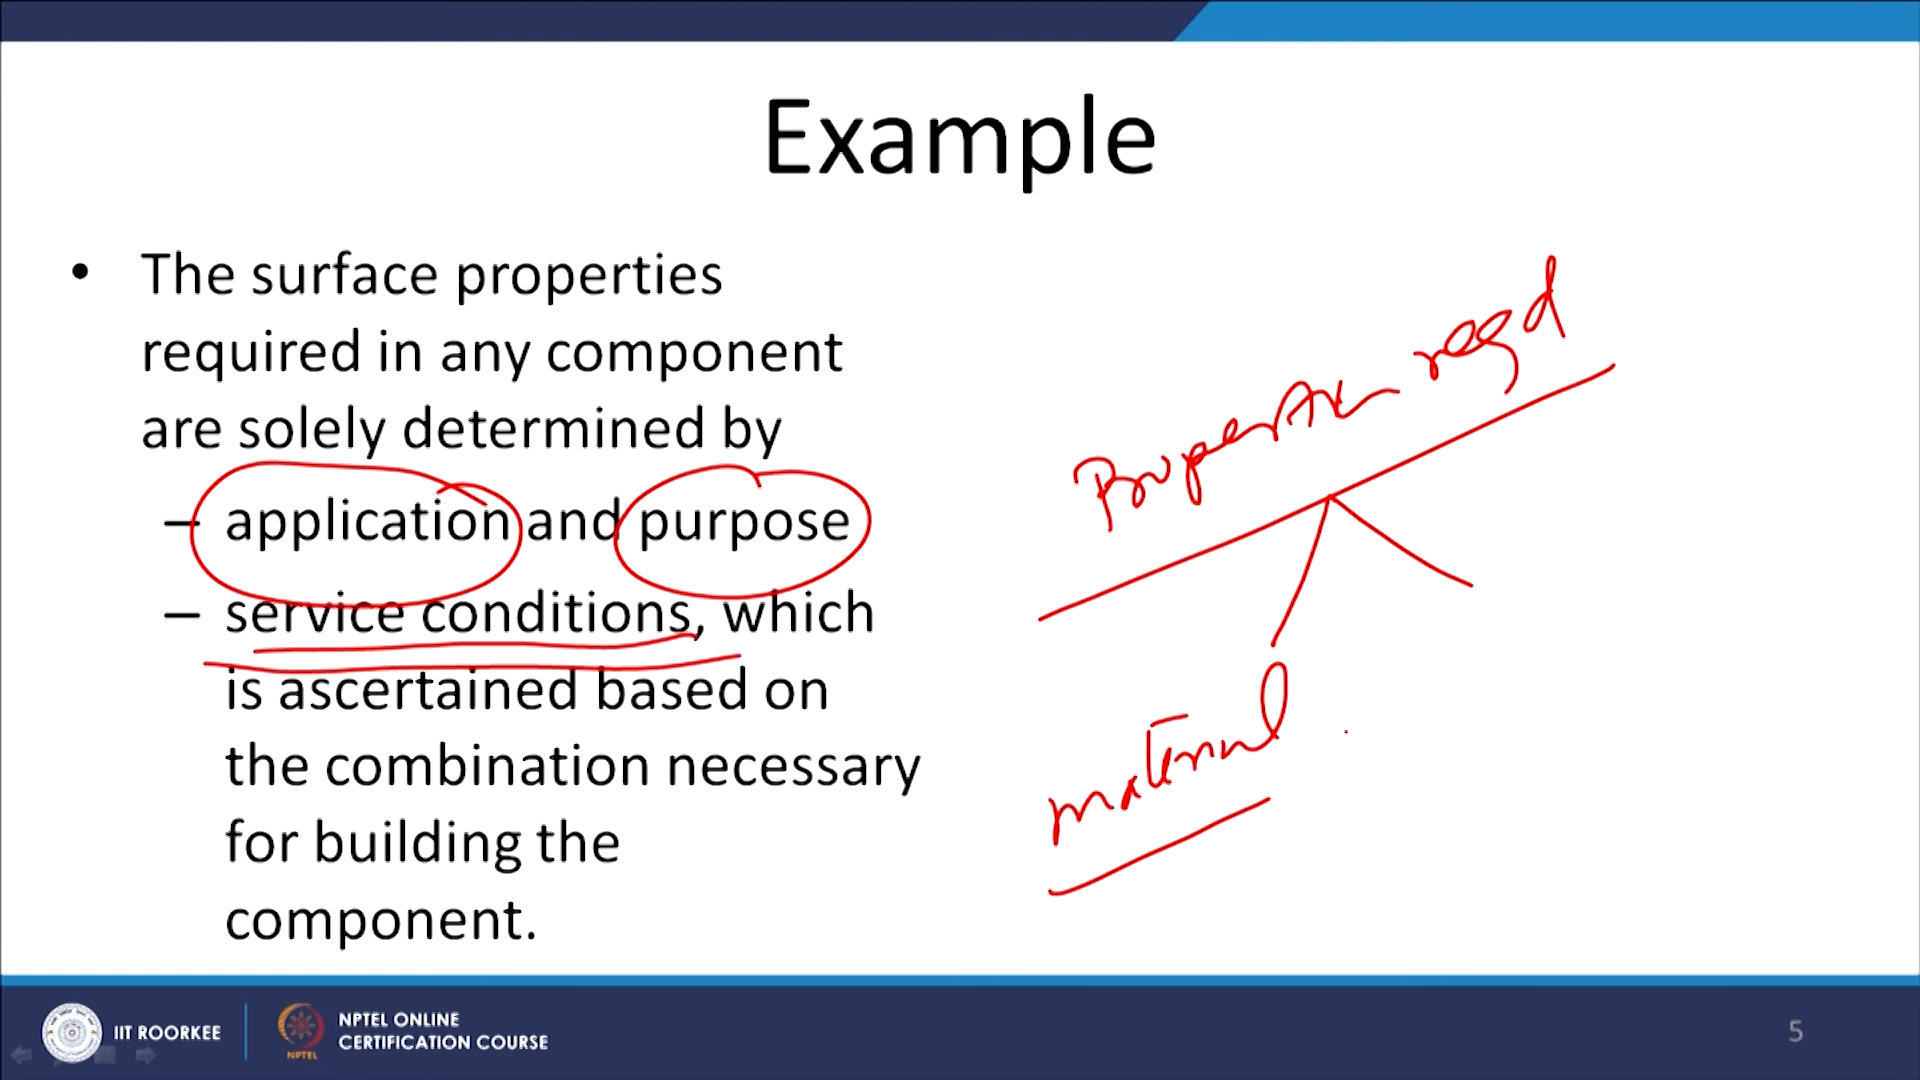 Example
• The surface properties
required in any component
are solely determined by
– application and purpose
– service conditions, which
is ascertained based on
the combination necessary
for building the
component.
Properties reqd
material
IIT ROORKEE
NPTEL
NPTEL ONLINE
CERTIFICATION COURSE
5